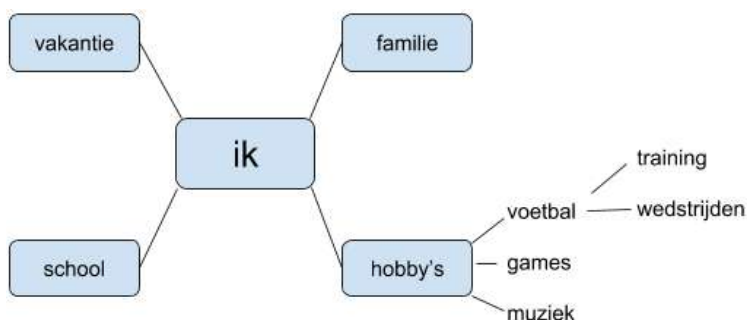 vakantie
familie
ik
training
voetbal
wedstrijden
school
hobby's
games
muziek